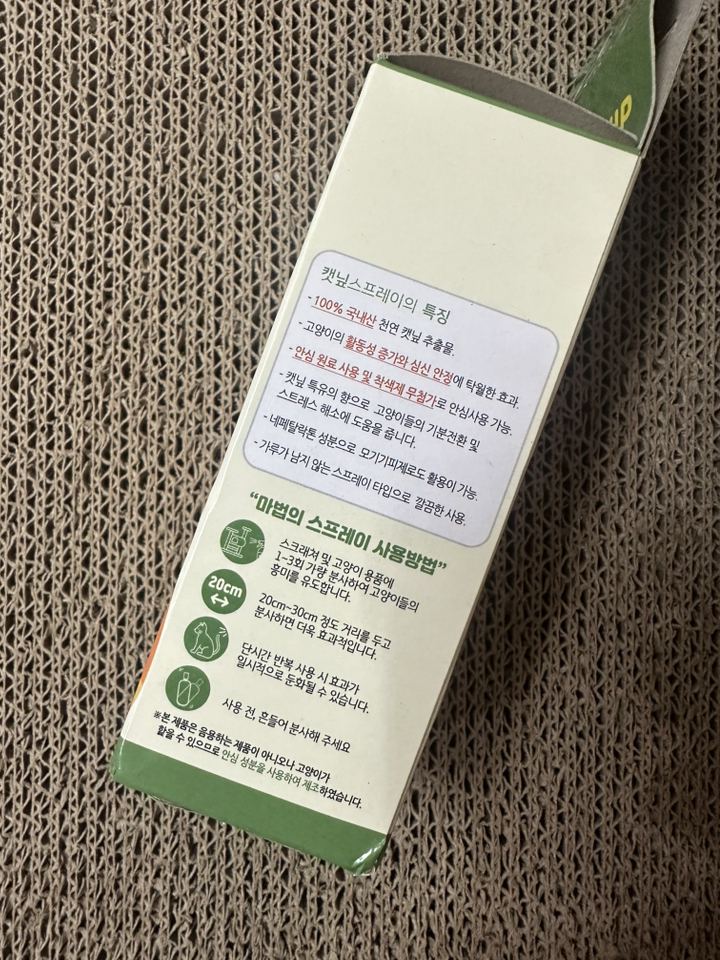 UP
캣닢스프레이의 특징
- 100% 국내산 천연 캣닢 추출물.
- 고양이의 활동성 증가와 심신 안정에 탁월한 효과.
- 안심 원료 사용 및 착색제 무첨가로 안심사용 가능.
- 캣닢 특유의 향으로 고양이들의 기분전환 및
스트레스 해소에 도움을 줍니다.
- 네페탈락톤 성분으로 모기기피제로도 활용이 가능.
- 가루가 남지 않는 스프레이 타입으로 깔끔한 사용.
“마법의 스프레이 사용방법”
스크래쳐 및 고양이 용품에
1~3회 가량 분사하여 고양이들의
흥미를 유도합니다.
20cm
20cm~30cm 정도 거리를 두고
분사하면 더욱 효과적입니다.
단시간 반복 사용 시 효과가
일시적으로 둔화될 수 있습니다.
사용 전, 흔들어 분사해 주세요
※본 제품은 음용하는 제품이 아니오나 고양이가
핥을 수 있으므로 안심 성분을 사용하여 제조하였습니다.